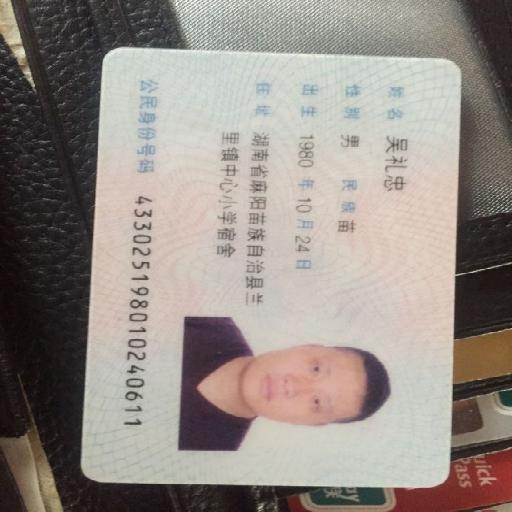 姓名 吴礼忠
性别 男 民族 苗
出生 1980 年 10 月 24 日
住址 湖南省麻阳苗族自治县兰
里镇中心小学宿舍
公民身份号码 433025198010240611
uick
Pass